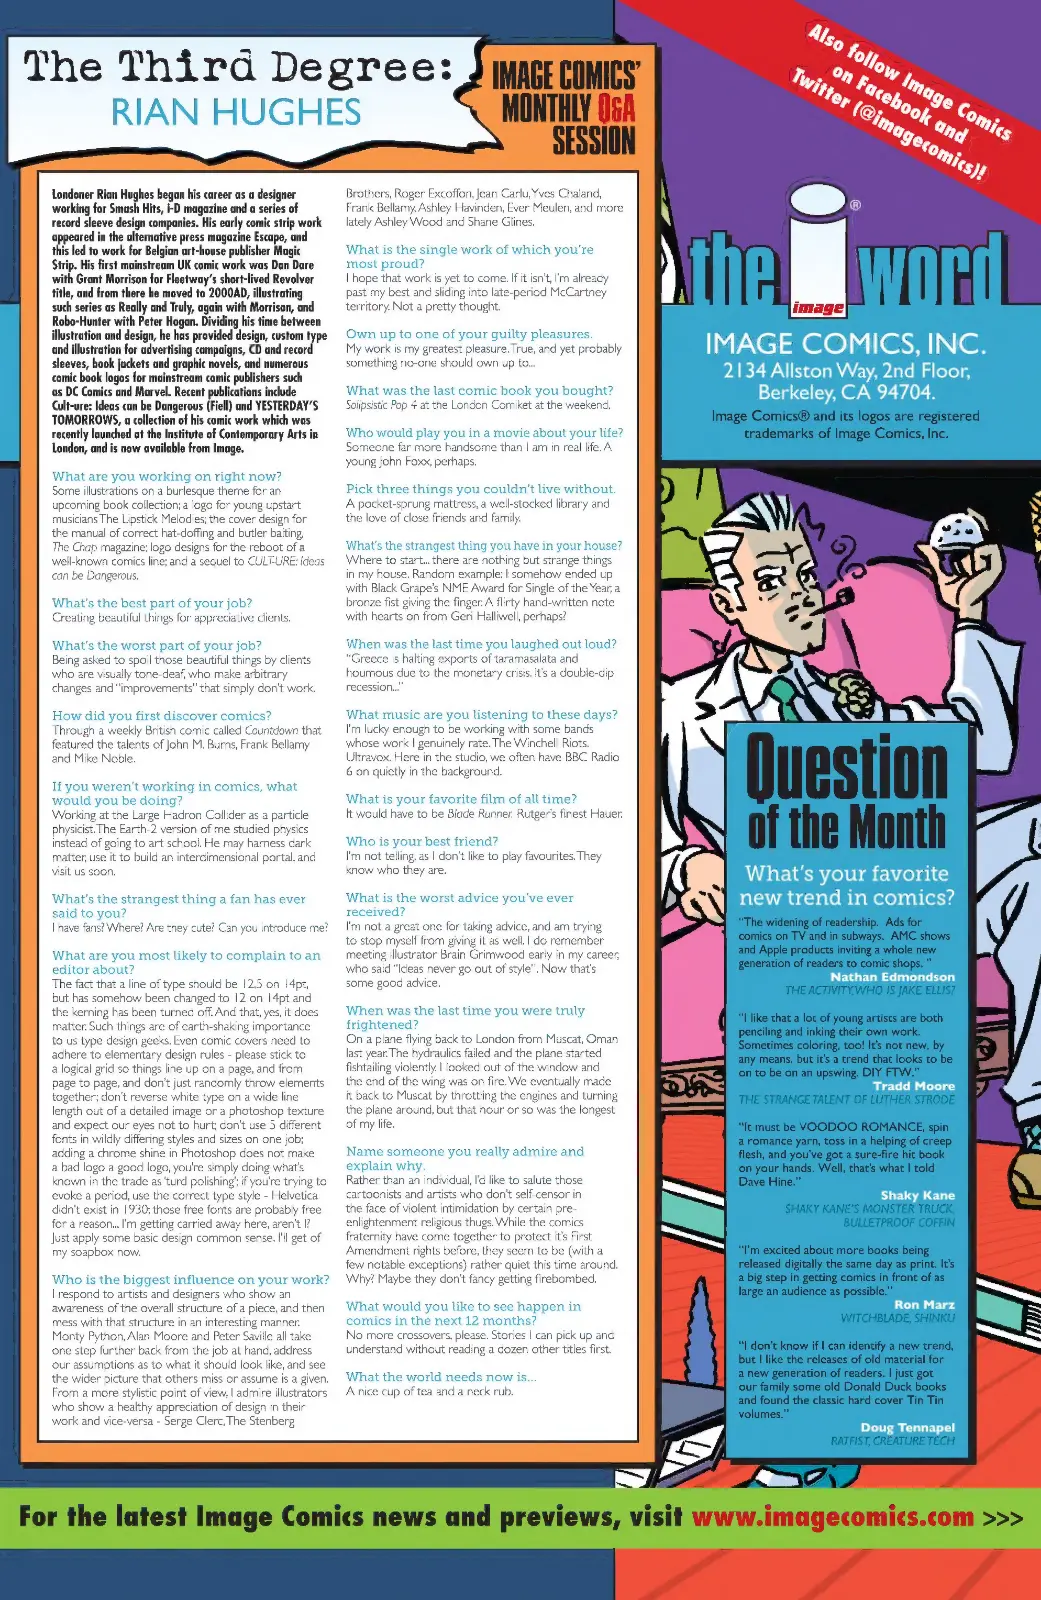 The Third Degree:
RIAN HUGHES
IMAGE COMICS'
MONTHLY Q&A
SESSION
Londoner Rian Hughes began his career as a designer
working for Smash Hits, i-D magazine and a series of
record sleeve design companies. His early comic strip work
appeared in the alternative press magazine Escape, and
this led to work for Belgian art-house publisher Magic
Strip. His first mainstream UK comic work was Dan Dare
with Grant Morrison for Fleetway's short-lived Revolver
title, and from there he moved to 2000AD, illustrating
such series as Really and Truly, again with Morrison, and
Robo-Hunter with Peter Hogan. Dividing his time between
illustration and design, he has provided design, custom type
and illustration for advertising campaigns, CD and record
sleeves, book jackets and graphic novels, and numerous
comic book logos for mainstream comic publishers such
as DC Comics and Marvel. Recent publications include
Cult-ure: Ideas can be Dangerous (Fiell) and YESTERDAY'S
TOMORROWS, a collection of his comic work which was
recently launched at the Institute of Contemporary Arts in
London, and is now available from Image.
What are you working on right now?
Some illustrations on a burlesque theme for an
upcoming book collection; a logo for young upstart
musicians The Lipstick Melodies; the cover design for
the manual of correct hat-doffing and butler baiting,
The Chap magazine; logo designs for the reboot of a
well-known comics line; and a sequel to CULT-URE: Ideas
can be Dangerous.
What's the best part of your job?
Creating beautiful things for appreciative clients.
What's the worst part of your job?
Being asked to spoil those beautiful things by clients
who are visually tone-deaf, who make arbitrary
changes and "improvements" that simply don't work.
How did you first discover comics?
Through a weekly British comic called Countdown that
featured the talents of John M. Burns, Frank Bellamy
and Mike Noble.
If you weren't working in comics, what
would you be doing?
Working at the Large Hadron Collider as a particle
physicist. The Earth-2 version of me studied physics
instead of going to art school. He may harness dark
matter, use it to build an interdimensional portal, and
visit us soon.
What's the strangest thing a fan has ever
said to you?
I have fans? Where? Are they cute? Can you introduce me?
What are you most likely to complain to an
editor about?
The fact that a line of type should be 12.5 on 14pt,
but has somehow been changed to 12 on 14pt and
the kerning has been turned off. And that, yes, it does
matter. Such things are of earth-shaking importance
to us type design geeks. Even comic covers need to
adhere to elementary design rules - please stick to
a logical grid so things line up on a page, and from
page to page, and don't just randomly throw elements
together; don't reverse white type on a wide line
length out of a detailed image or a photoshop texture
and expect our eyes not to hurt; don't use 5 different
fonts in wildly differing styles and sizes on one job;
adding a chrome shine in Photoshop does not make
a bad logo a good logo, you're simply doing what's
known in the trade as 'turd polishing'; if you're trying to
evoke a period, use the correct type style - Helvetica
didn't exist in 1930; those free fonts are probably free
for a reason... I'm getting carried away here, aren't I?
Just apply some basic design common sense. I'll get of
my soapbox now.
Who is the biggest influence on your work?
I respond to artists and designers who show an
awareness of the overall structure of a piece, and then
mess with that structure in an interesting manner.
Monty Python, Alan Moore and Peter Saville all take
one step further back from the job at hand, address
our assumptions as to what it should look like, and see
the wider picture that others miss or assume is a given.
From a more stylistic point of view, I admire illustrators
who show a healthy appreciation of design in their
work and vice-versa - Serge Clerc, The Stenberg
Brothers, Roger Excoffon, Jean Carlu, Yves Chaland,
Frank Bellamy, Ashley Havinden, Ever Meulen, and more
lately Ashley Wood and Shane Glines.
What is the single work of which you're
most proud?
I hope that work is yet to come. If it isn't, I'm already
past my best and sliding into late-period McCartney
territory. Not a pretty thought.
Own up to one of your guilty pleasures.
My work is my greatest pleasure. True, and yet probably
something no-one should own up to...
What was the last comic book you bought?
Solipsistic Pop 4 at the London Comiket at the weekend.
Who would play you in a movie about your life?
Someone far more handsome than I am in real life. A
young John Foxx, perhaps.
Pick three things you couldn't live without.
A pocket-sprung mattress, a well-stocked library and
the love of close friends and family.
What's the strangest thing you have in your house?
Where to start... there are nothing but strange things
in my house. Random example: I somehow ended up
with Black Grape's NME Award for Single of the Year, a
bronze fist giving the finger. A flirty hand-written note
with hearts on from Geri Halliwell, perhaps?
When was the last time you laughed out loud?
"Greece is halting exports of taramasalata and
houmous due to the monetary crisis. It's a double-dip
recession..."
What music are you listening to these days?
I'm lucky enough to be working with some bands
whose work I genuinely rate. The Winchell Riots.
Ultravox. Here in the studio, we often have BBC Radio
6 on quietly in the background.
What is your favorite film of all time?
It would have to be Blade Runner. Rutger's finest Hauer.
Who is your best friend?
I'm not telling, as I don't like to play favourites. They
know who they are.
What is the worst advice you've ever
received?
I'm not a great one for taking advice, and am trying
to stop myself from giving it as well. I do remember
meeting illustrator Brain Grimwood early in my career,
who said "Ideas never go out of style". Now that's
some good advice.
When was the last time you were truly
frightened?
On a plane flying back to London from Muscat, Oman
last year. The hydraulics failed and the plane started
fishtailing violently. I looked out of the window and
the end of the wing was on fire. We eventually made
it back to Muscat by throttling the engines and turning
the plane around, but that hour or so was the longest
of my life.
Name someone you really admire and
explain why.
Rather than an individual, I'd like to salute those
cartoonists and artists who don't self-censor in
the face of violent intimidation by certain pre-
enlightenment religious thugs. While the comics
fraternity have come together to protect it's First
Amendment rights before, they seem to be (with a
few notable exceptions) rather quiet this time around.
Why? Maybe they don't fancy getting firebombed.
What would you like to see happen in
comics in the next 12 months?
No more crossovers, please. Stories I can pick up and
understand without reading a dozen other titles first.
What the world needs now is...
A nice cup of tea and a neck rub.
Also follow Image Comics
on Facebook and
Twitter (@imagecomics)!
the i word
®
image
IMAGE COMICS, INC.
2134 Allston Way, 2nd Floor,
Berkeley, CA 94704.
Image Comics® and its logos are registered
trademarks of Image Comics, Inc.
Question
of the Month
What's your favorite
new trend in comics?
"The widening of readership. Ads for
comics on TV and in subways. AMC shows
and Apple products inviting a whole new
generation of readers to comic shops. "
Nathan Edmondson
THE ACTIVITY, WHO IS JAKE ELLIS?
"I like that a lot of young artists are both
penciling and inking their own work.
Sometimes coloring, too! It's not new, by
any means, but it's a trend that looks to be
on to be on an upswing. DIY FTW."
Tradd Moore
THE STRANGE TALENT OF LUTHER STRODE
"It must be VOODOO ROMANCE, spin
a romance yarn, toss in a helping of creep
flesh, and you've got a sure-fire hit book
on your hands. Well, that's what I told
Dave Hine."
Shaky Kane
SHAKY KANE'S MONSTER TRUCK,
BULLETPROOF COFFIN
"I'm excited about more books being
released digitally the same day as print. It's
a big step in getting comics in front of as
large an audience as possible."
Ron Marz
WITCHBLADE, SHINKU
"I don't know if I can identify a new trend,
but I like the releases of old material for
a new generation of readers. I just got
our family some old Donald Duck books
and found the classic hard cover Tin Tin
volumes."
Doug Tennapel
RATFIST, CREATURE TECH
For the latest Image Comics news and previews, visit www.imagecomics.com >>>